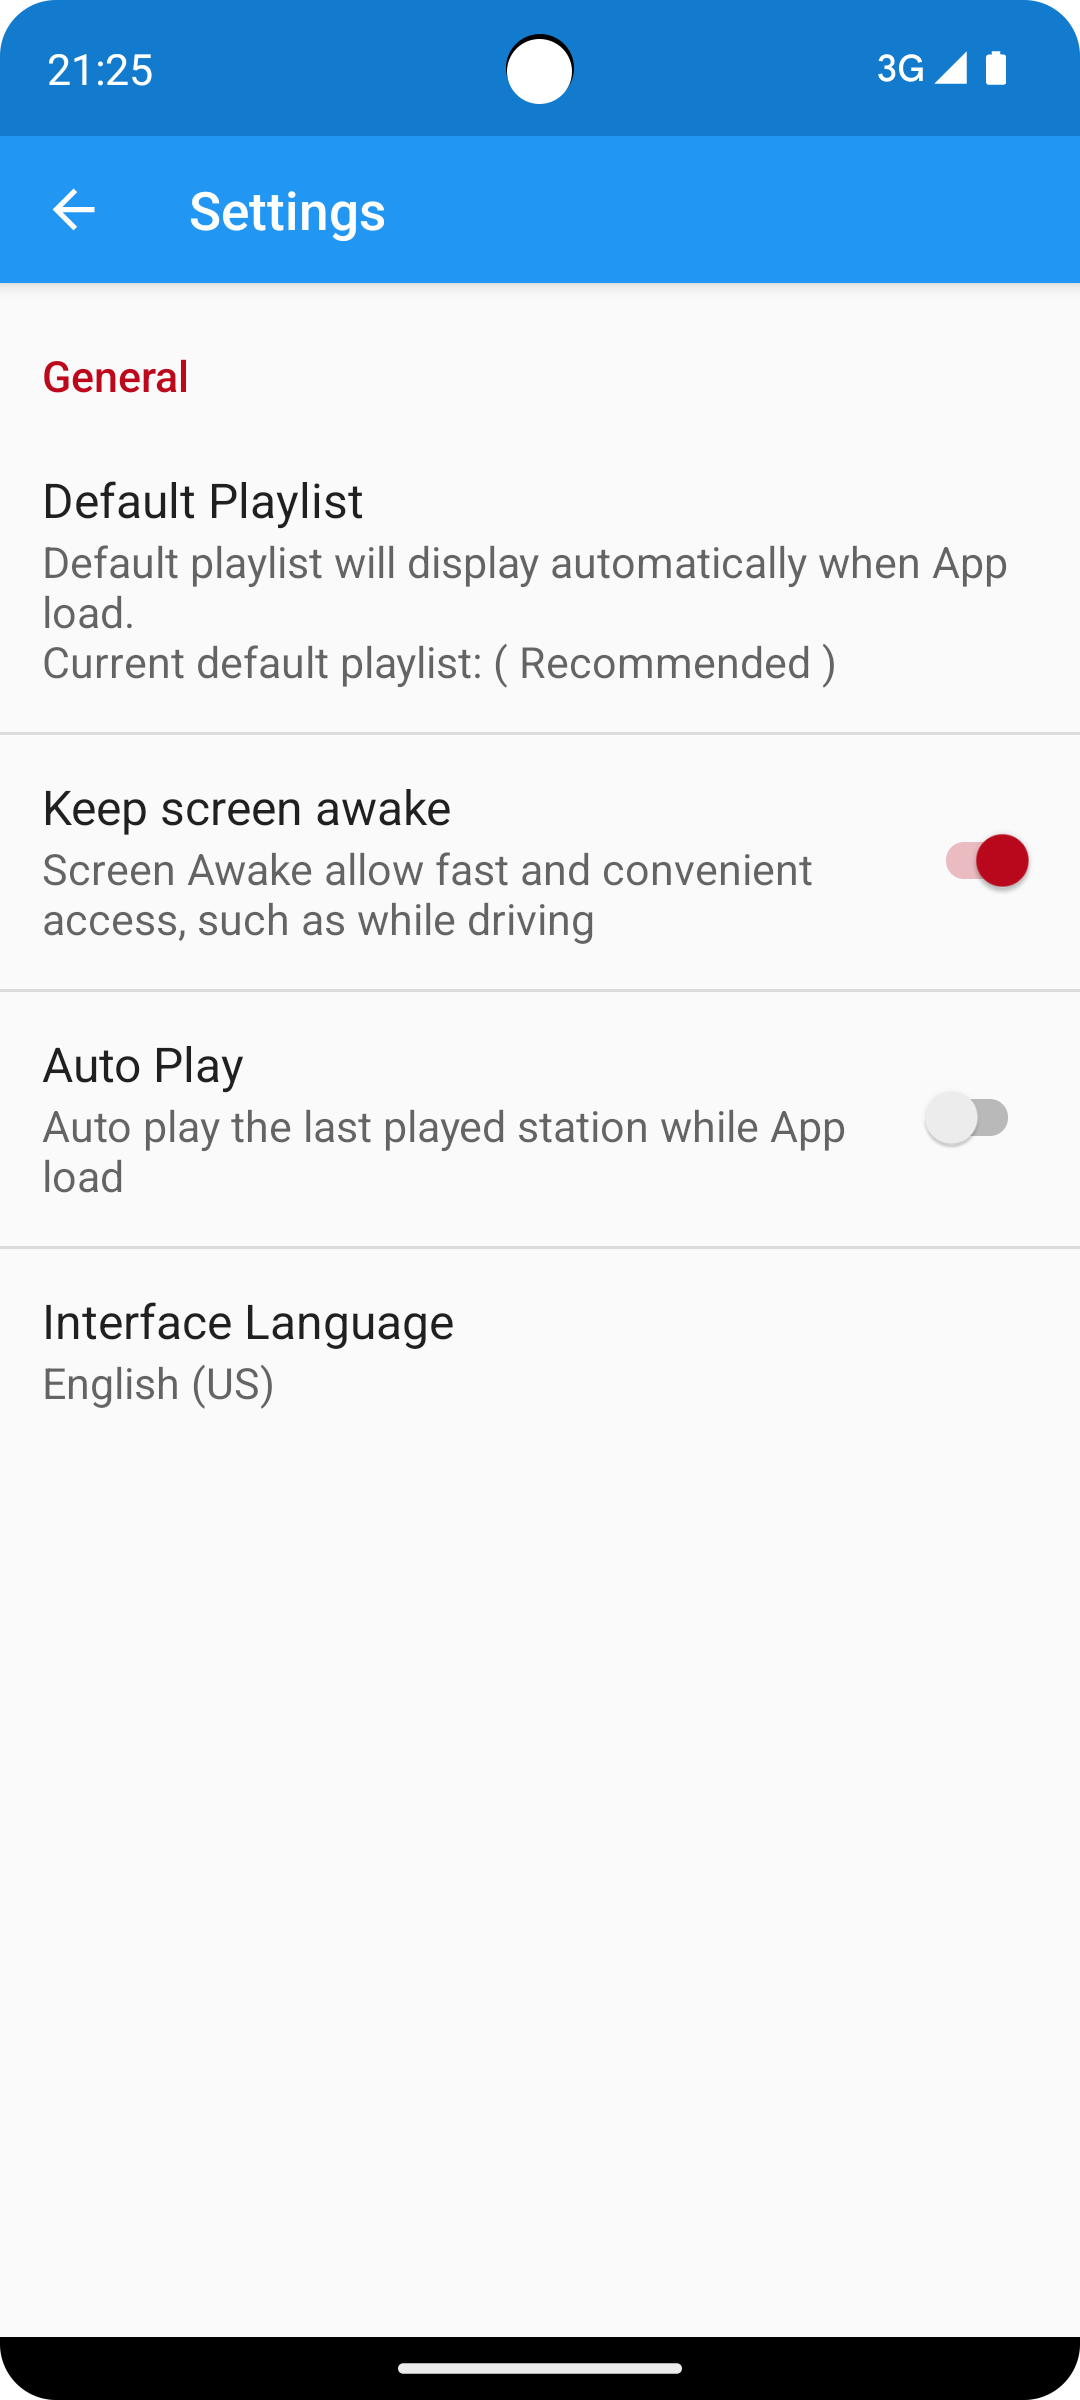 21:25
3G
Settings
General
Default Playlist
Default playlist will display automatically when App
load.
Current default playlist: ( Recommended )
Keep screen awake
Screen Awake allow fast and convenient
access, such as while driving
Auto Play
Auto play the last played station while App
load
Interface Language
English (US)